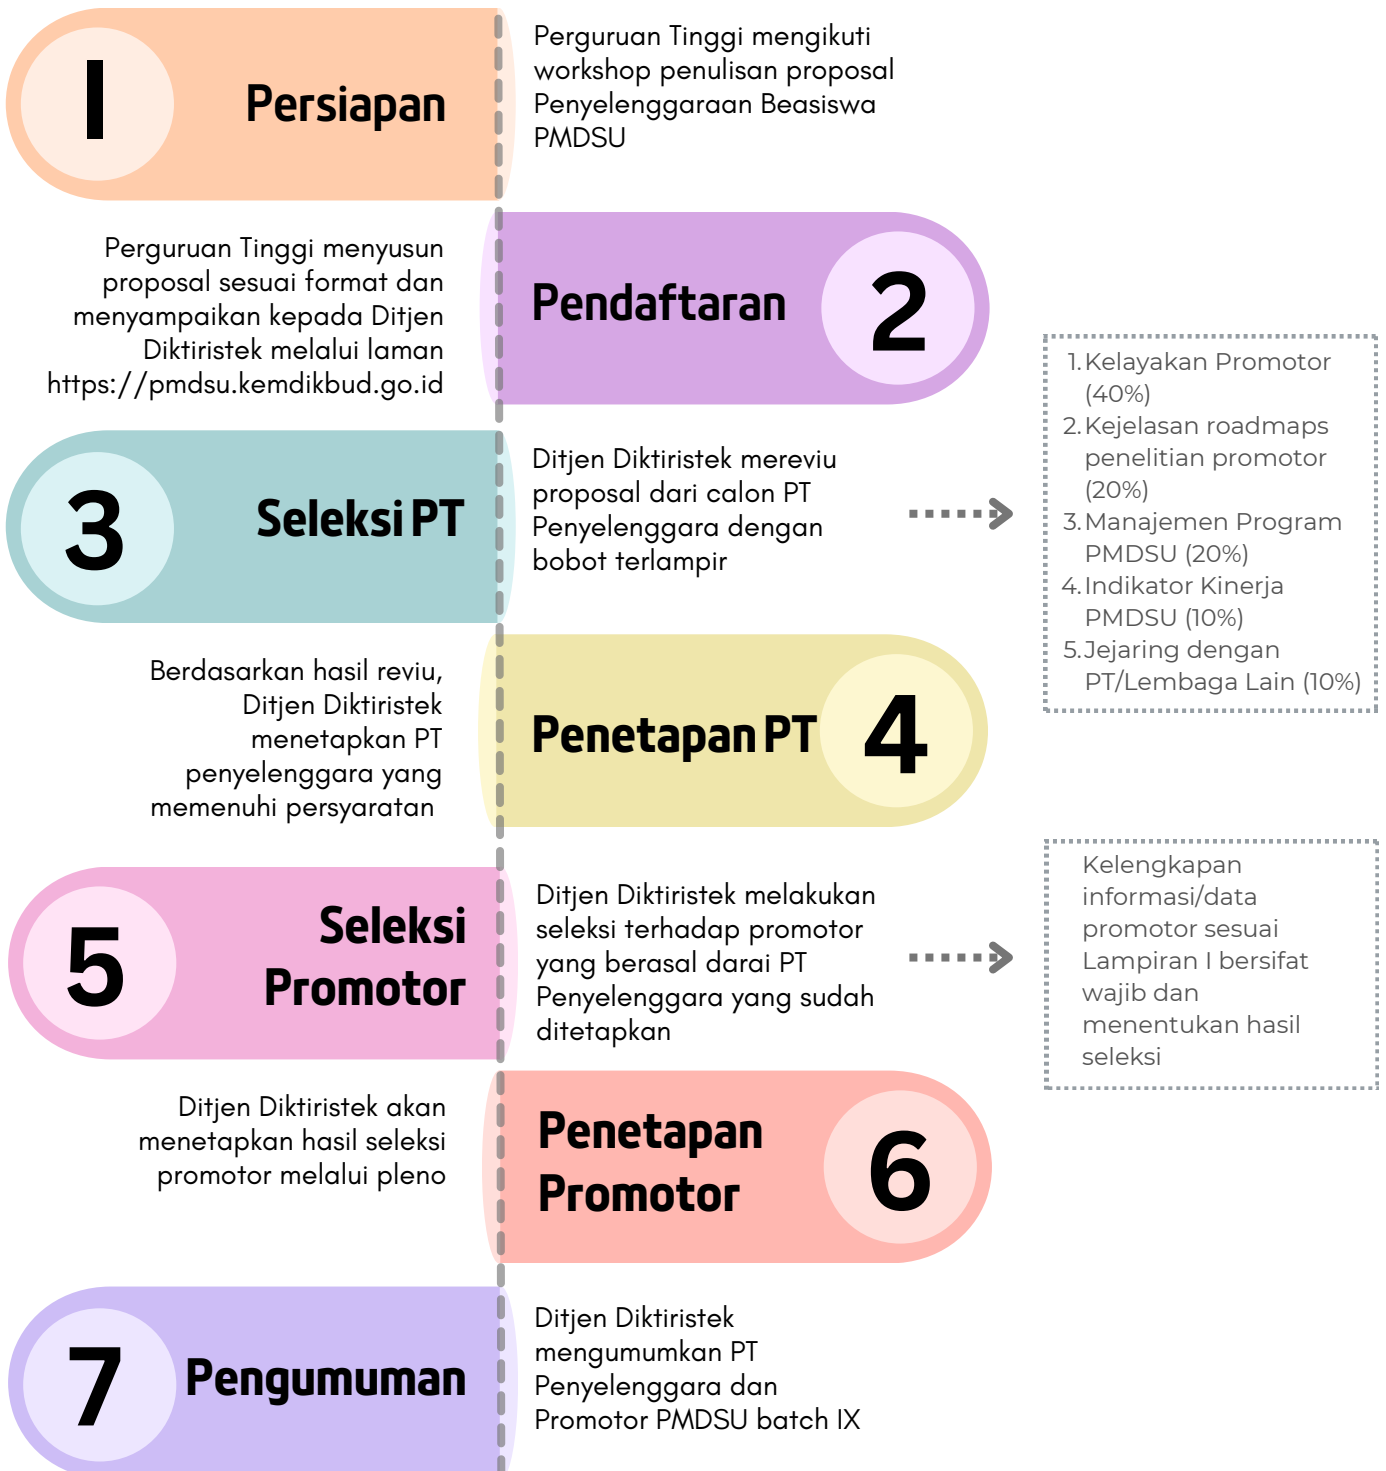 1
Persiapan
Perguruan Tinggi mengikuti
workshop penulisan proposal
Penyelenggaraan Beasiswa
PMDSU
Perguruan Tinggi menyusun
proposal sesuai format dan
menyampaikan kepada Ditjen
Diktiristek melalui laman
https://pmdsu.kemdikbud.go.id
Pendaftaran
2
3
Seleksi PT
Ditjen Diktiristek mereviu
proposal dari calon PT
Penyelenggara dengan
bobot terlampir
1. Kelayakan Promotor
(40%)
2. Kejelasan roadmaps
penelitian promotor
(20%)
3. Manajemen Program
PMDSU (20%)
4. Indikator Kinerja
PMDSU (10%)
5. Jejaring dengan
PT/Lembaga Lain (10%)
Berdasarkan hasil reviu,
Ditjen Diktiristek
menetapkan PT
penyelenggara yang
memenuhi persyaratan
Penetapan PT
4
5
Seleksi
Promotor
Ditjen Diktiristek melakukan
seleksi terhadap promotor
yang berasal darai PT
Penyelenggara yang sudah
ditetapkan
Kelengkapan
informasi/data
promotor sesuai
Lampiran I bersifat
wajib dan
menentukan hasil
seleksi
Ditjen Diktiristek akan
menetapkan hasil seleksi
promotor melalui pleno
Penetapan
Promotor
6
7
Pengumuman
Ditjen Diktiristek
mengumumkan PT
Penyelenggara dan
Promotor PMDSU batch IX